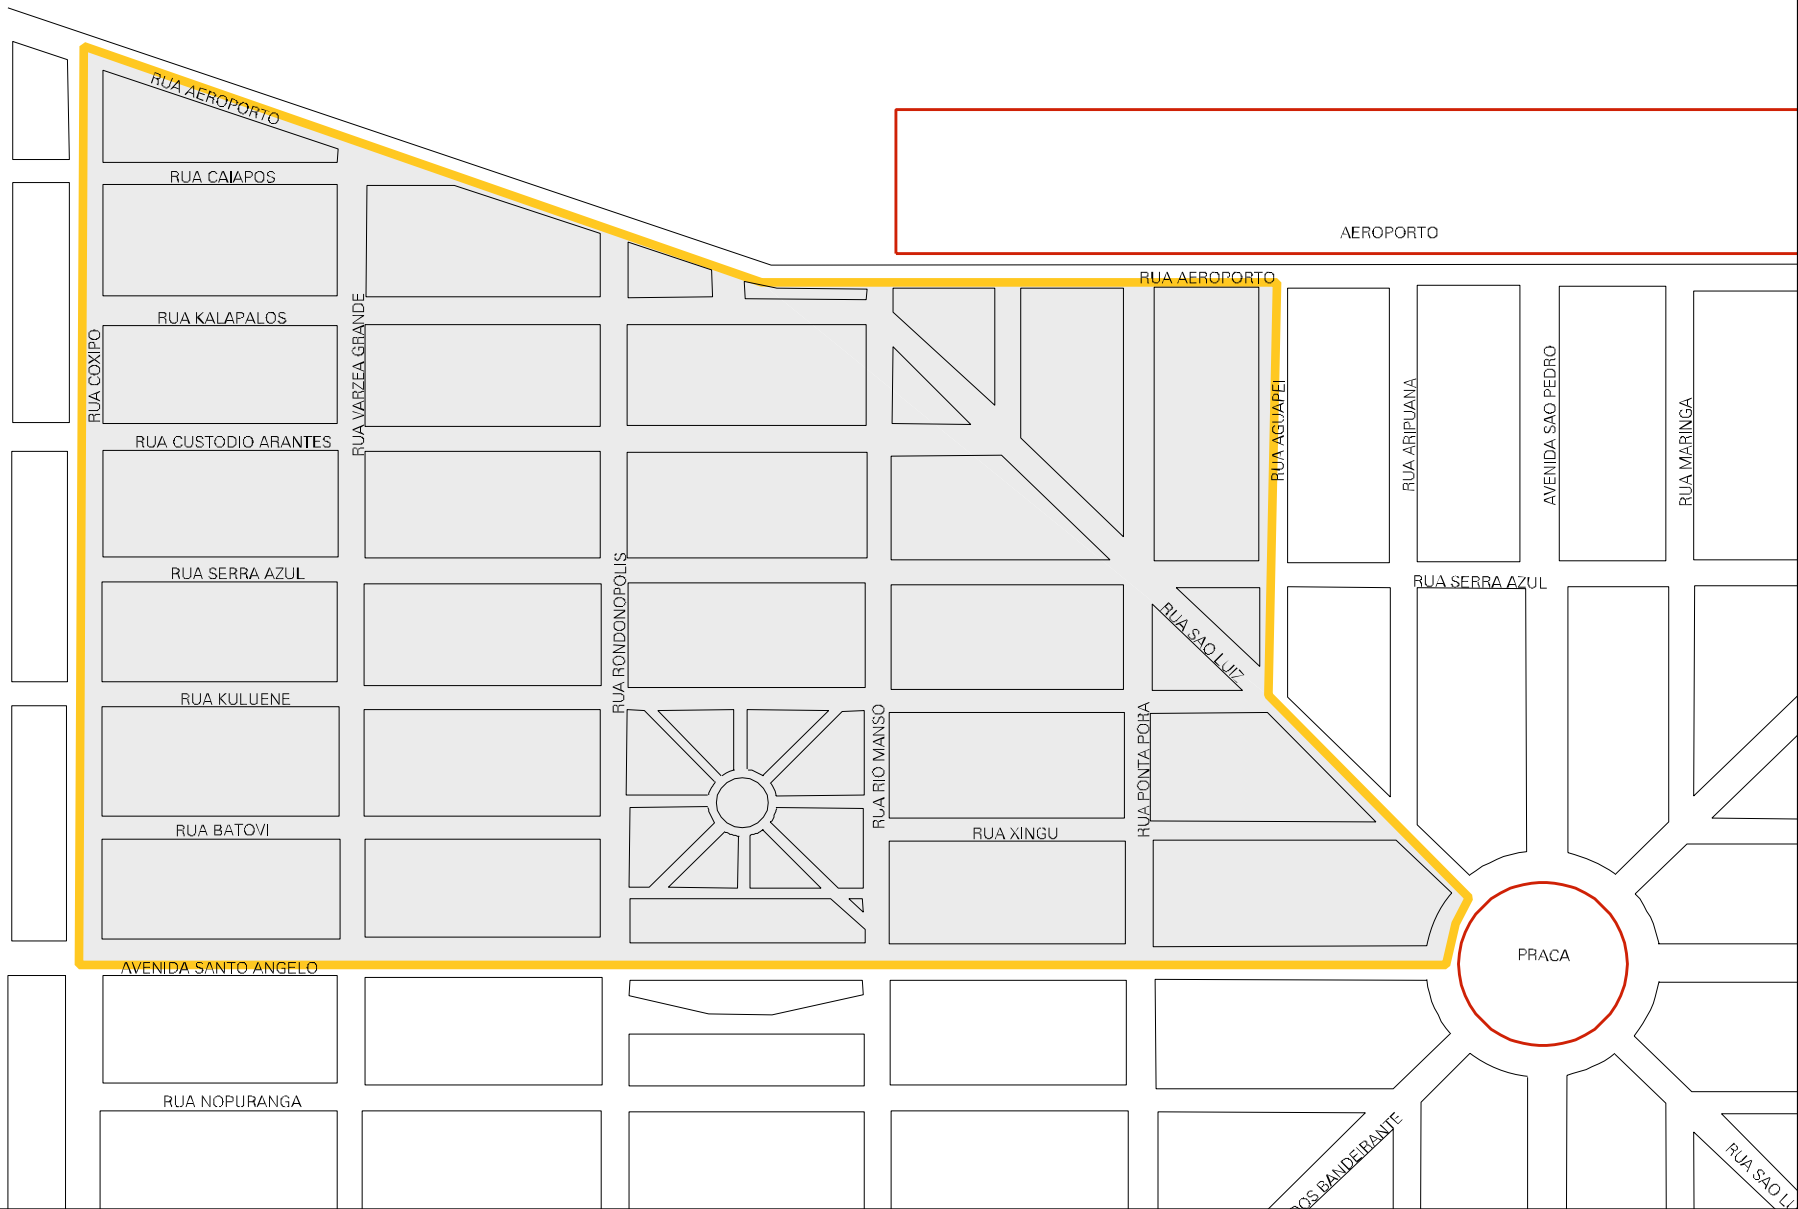 RUA AEROPORTO
RUA CAIAPOS
AEROPORTO
RUA AEROPORTO
RUA KALAPALOS
RUA COXIPO
RUA VARZEA GRANDE
RUA AGUAPEI
RUA ARIPUANA
AVENIDA SAO PEDRO
RUA MARINGA
RUA CUSTODIO ARANTES
RUA SERRA AZUL
RUA SERRA AZUL
RUA RONDONOPOLIS
RUA SAO LUIZ
RUA KULUENE
RUA RIO MANSO
RUA PONTA PORA
RUA BATOVI
RUA XINGU
PRACA
AVENIDA SANTO ANGELO
RUA NOPURANGA
DOS BANDEIRANTE
RUA SAO LI